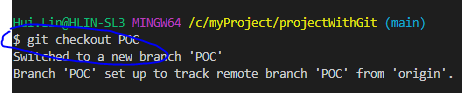 Hui.Lin@HLIN-SL3 MINGW64 /c/myProject/projectWithGit (main)
$ git checkout POC
Switched to a new branch 'POC'
Branch 'POC' set up to track remote branch 'POC' from 'origin'.